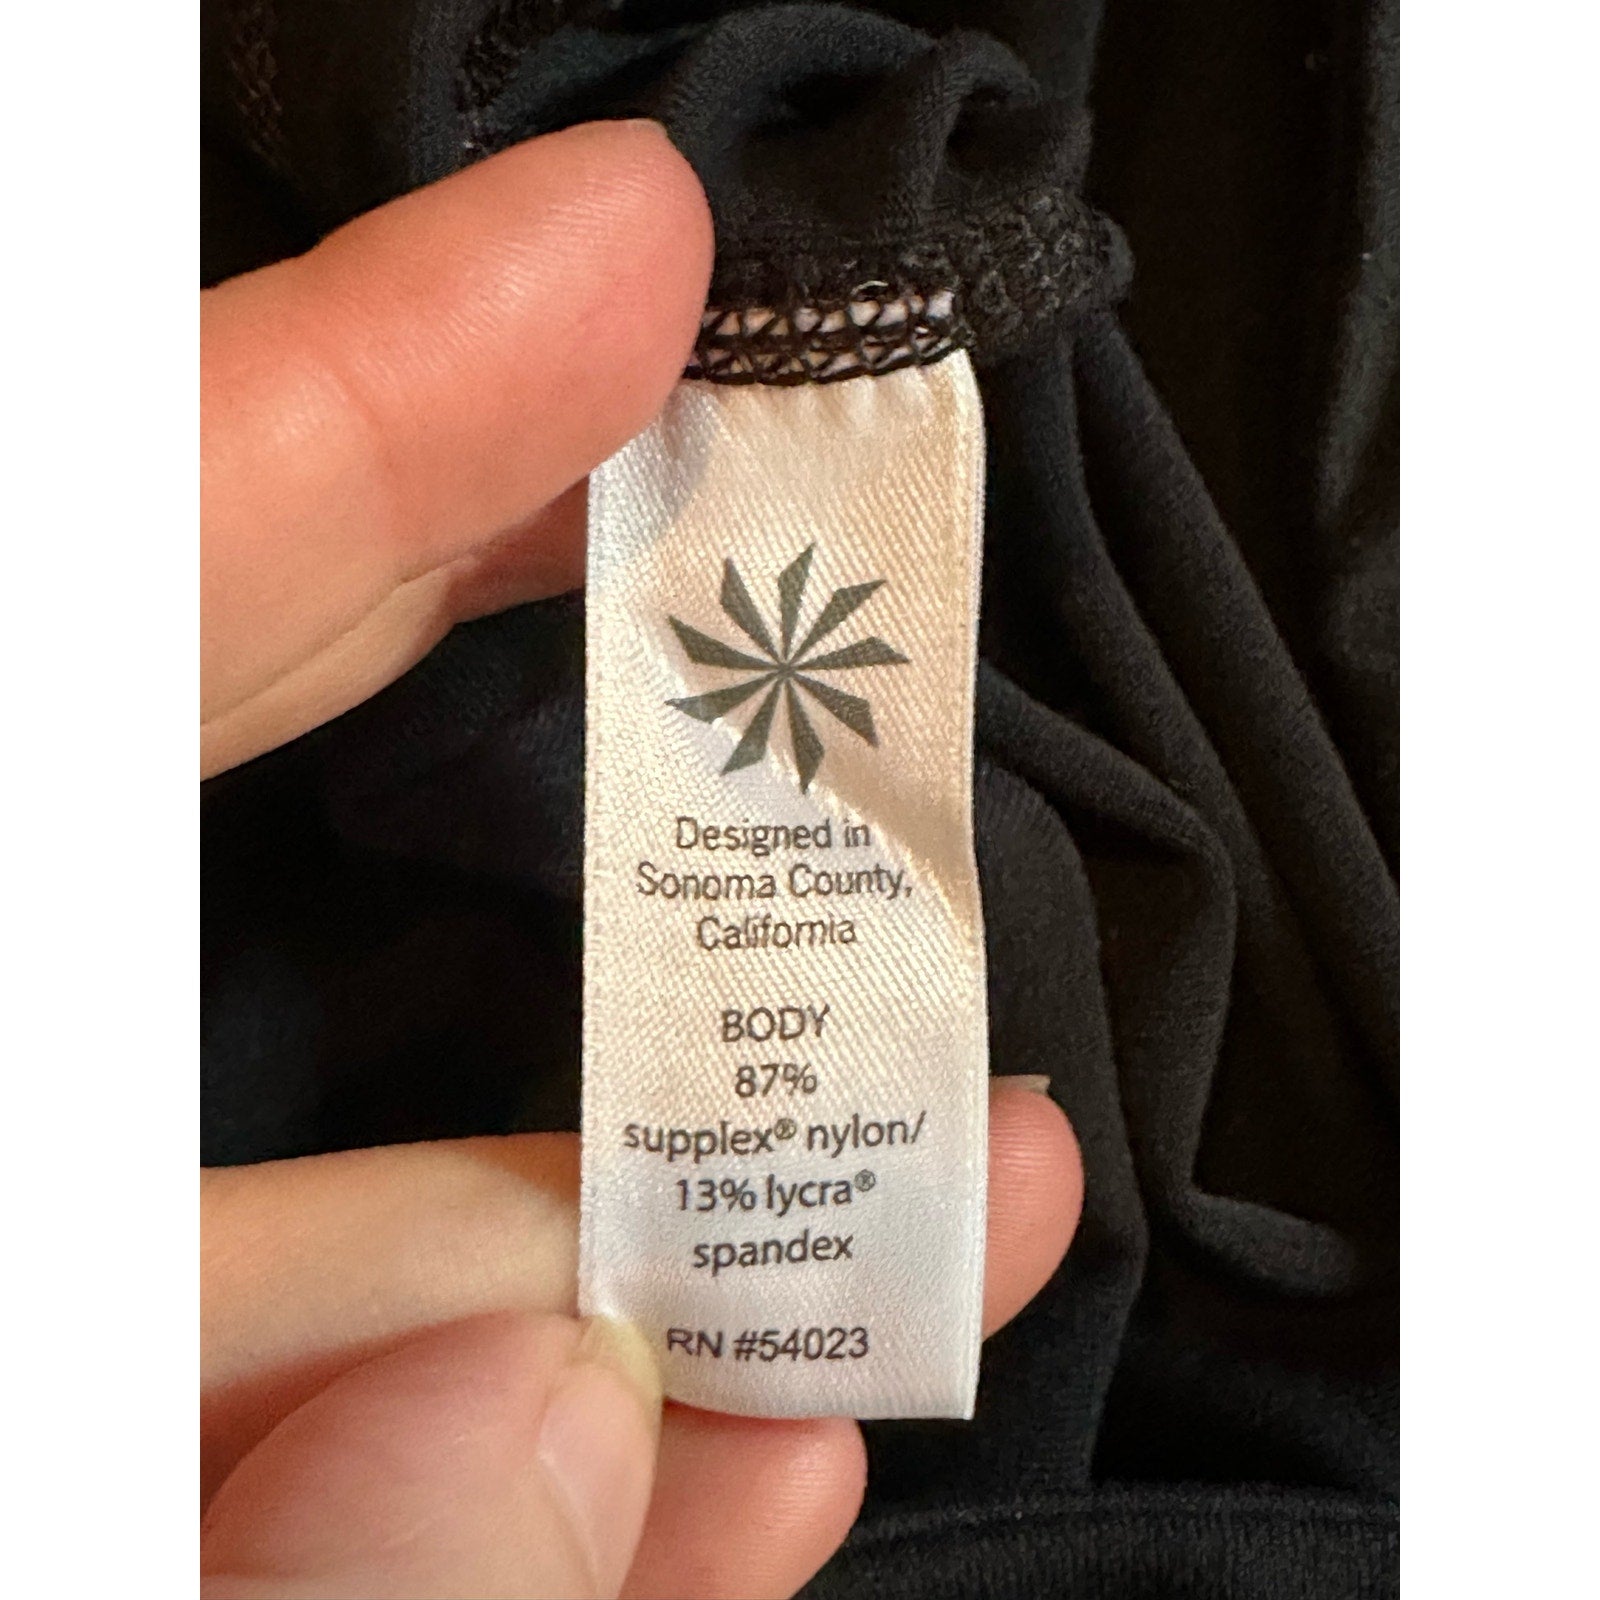 Designed in
Sonoma County,
California
BODY
87%
supplex® nylon/
13% lycra®
spandex
RN #54023